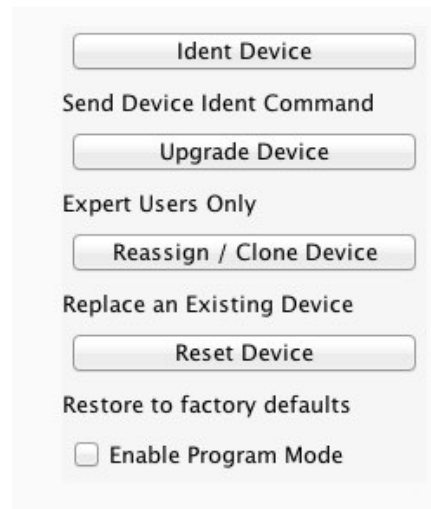 Ident Device
Send Device Ident Command
Upgrade Device
Expert Users Only
Reassign / Clone Device
Replace an Existing Device
Reset Device
Restore to factory defaults
Enable Program Mode